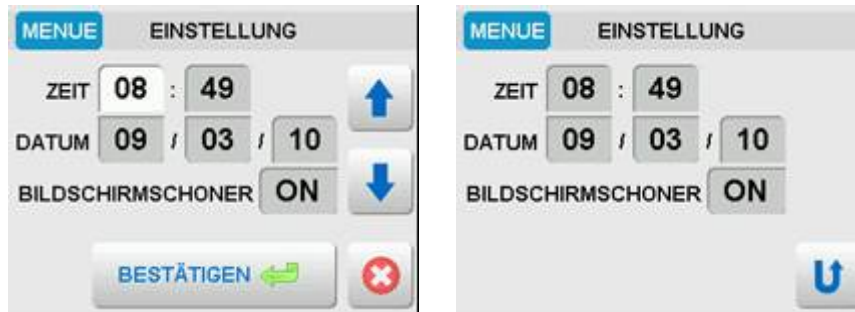 MENUE EINSTELLUNG
ZEIT 08 : 49
DATUM 09 / 03 / 10
BILDSCHIRMSCHONER ON
BESTÄTIGEN
MENUE EINSTELLUNG
ZEIT 08 : 49
DATUM 09 / 03 / 10
BILDSCHIRMSCHONER ON